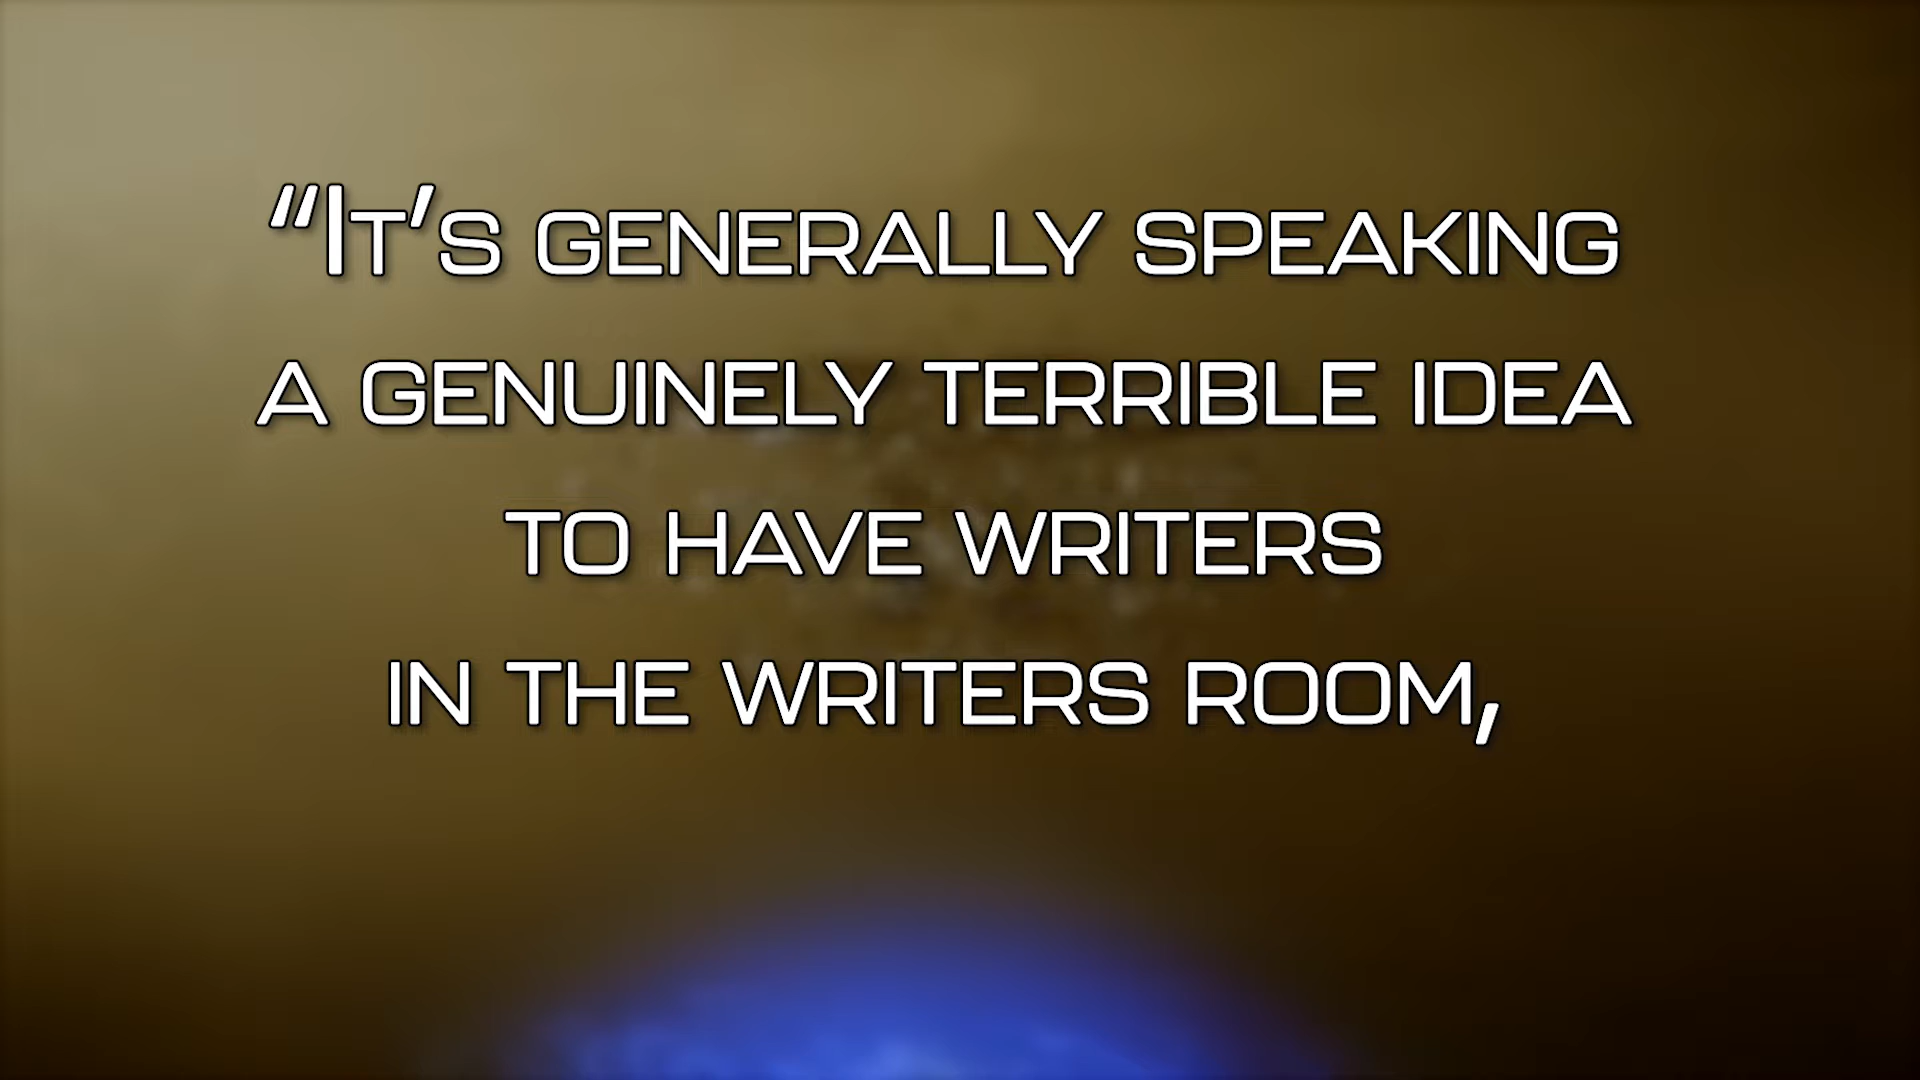 “It’s generally speaking
a genuinely terrible idea
to have writers
in the writers room,